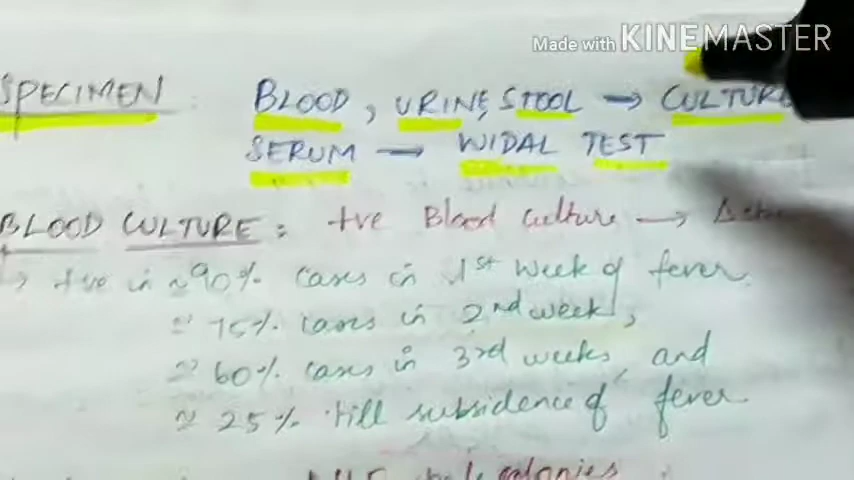 Made with KINEMASTER
SPECIMEN : BLOOD, URINE, STOOL → CULTURE
SERUM → WIDAL TEST
BLOOD CULTURE: +ve Blood culture →
→ +ve in ≃90% cases in 1st week of fever.
≃ 75% cases in 2nd week,
≃ 60% cases in 3rd weeks, and
≃ 25% till subsidence of fever.
colonies